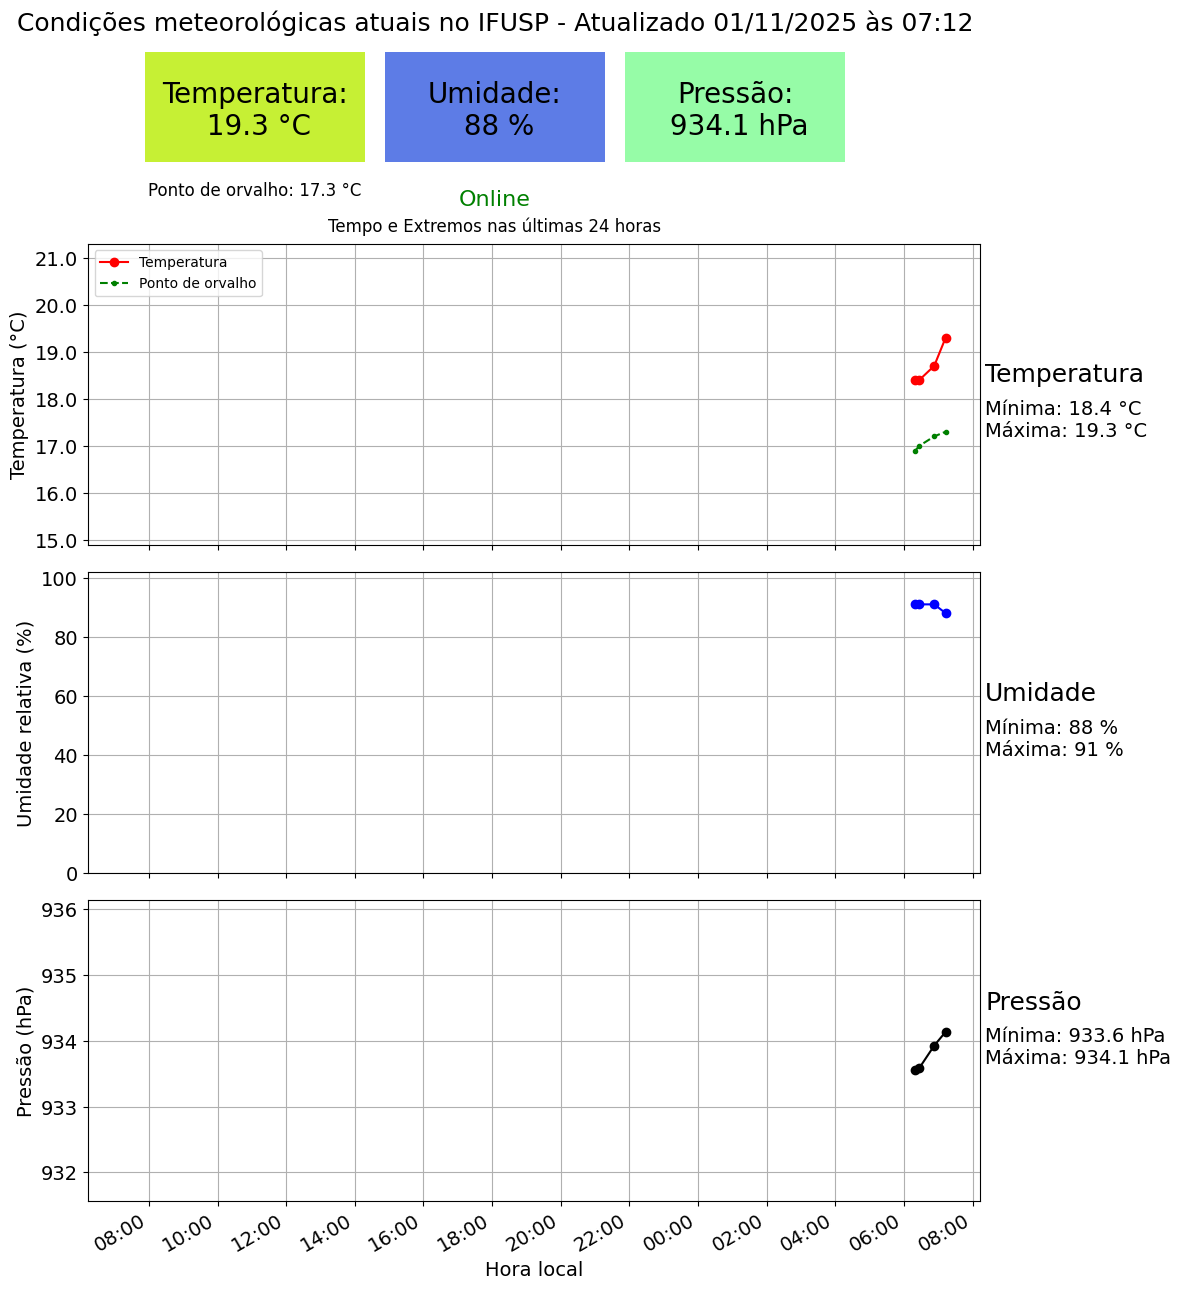 Condições meteorológicas atuais no IFUSP - Atualizado 01/11/2025 às 07:12
Temperatura:
19.3 °C
Umidade:
88 %
Pressão:
934.1 hPa
Ponto de orvalho: 17.3 °C
Online
Tempo e Extremos nas últimas 24 horas
Temperatura (°C)
21.0
20.0
19.0
18.0
17.0
16.0
15.0
Temperatura
Ponto de orvalho
Temperatura
Mínima: 18.4 °C
Máxima: 19.3 °C
Umidade relativa (%)
100
80
60
40
20
0
Umidade
Mínima: 88 %
Máxima: 91 %
Pressão (hPa)
936
935
934
933
932
Pressão
Mínima: 933.6 hPa
Máxima: 934.1 hPa
08:00
10:00
12:00
14:00
16:00
18:00
20:00
22:00
00:00
02:00
04:00
06:00
08:00
Hora local